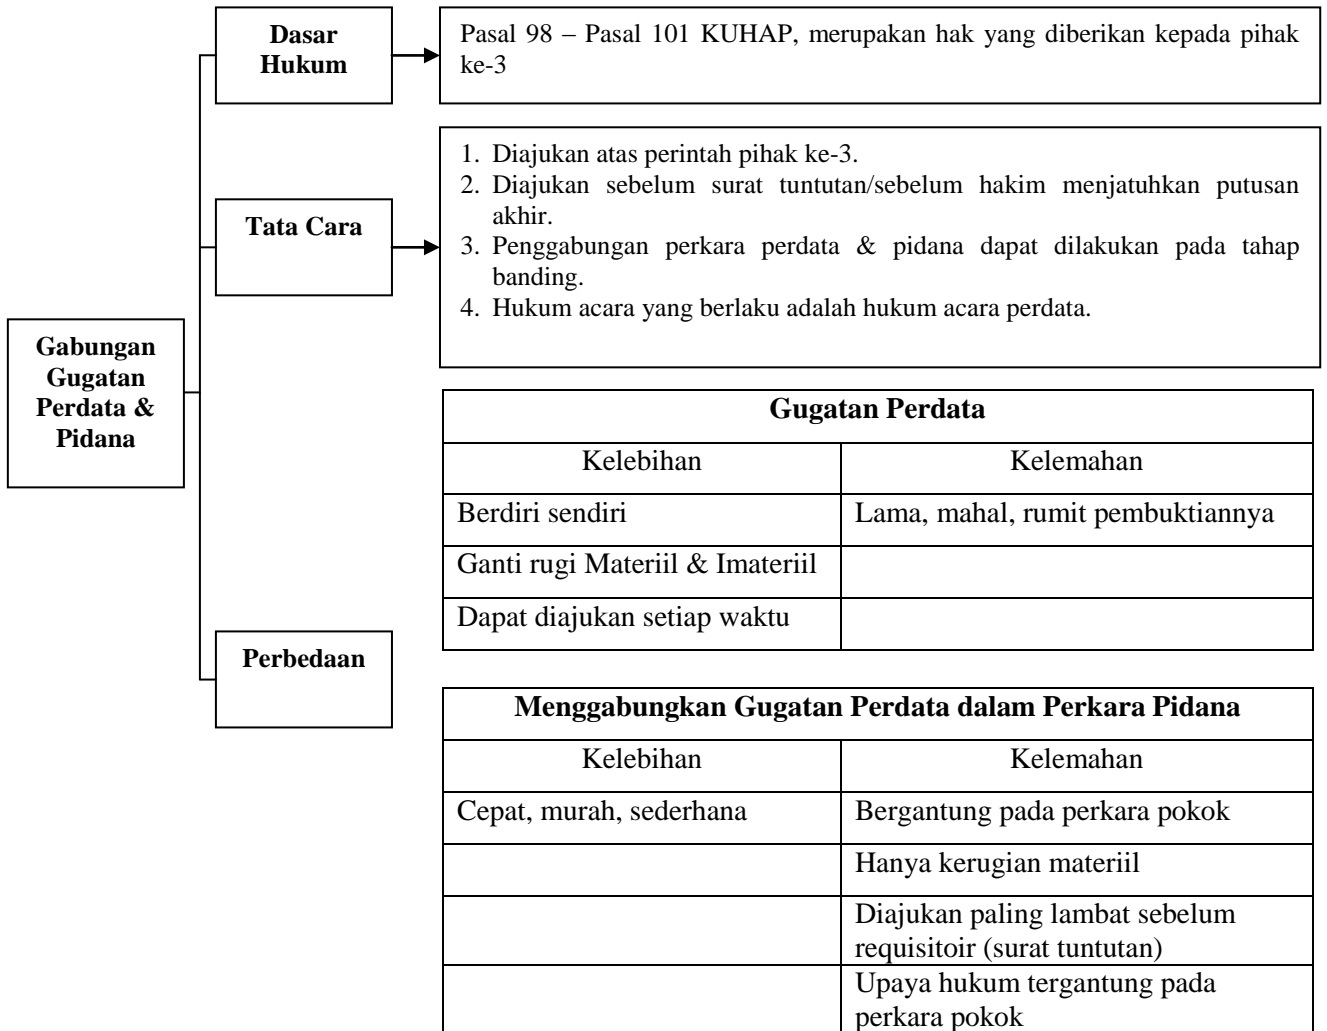 Dasar
Hukum
Pasal 98 – Pasal 101 KUHAP, merupakan hak yang diberikan kepada pihak
ke-3
Tata Cara
1. Diajukan atas perintah pihak ke-3.
2. Diajukan sebelum surat tuntutan/sebelum hakim menjatuhkan putusan
akhir.
3. Penggabungan perkara perdata & pidana dapat dilakukan pada tahap
banding.
4. Hukum acara yang berlaku adalah hukum acara perdata.
Gabungan
Gugatan
Perdata &
Pidana
Perbedaan
Gugatan Perdata
Kelebihan Kelemahan
Berdiri sendiri Lama, mahal, rumit pembuktiannya
Ganti rugi Materiil & Imateriil
Dapat diajukan setiap waktu
Menggabungkan Gugatan Perdata dalam Perkara Pidana
Kelebihan Kelemahan
Cepat, murah, sederhana Bergantung pada perkara pokok
Hanya kerugian materiil
Diajukan paling lambat sebelum
requisitoir (surat tuntutan)
Upaya hukum tergantung pada
perkara pokok